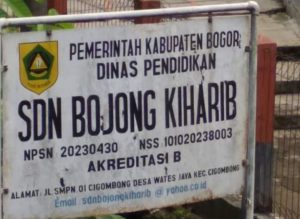 PEMERINTAH KABUPATEN BOGOR
DINAS PENDIDIKAN
SDN BOJONG KIHARIB
NPSN 20230430 NSS 101020238003
AKREDITASI B
ALAMAT: JL.SMPN 01 CIGOMBONG DESA WATES JAYA KEC.CIGOMBONG
Email : sdnbojongkiharib @ yahoo.co.id